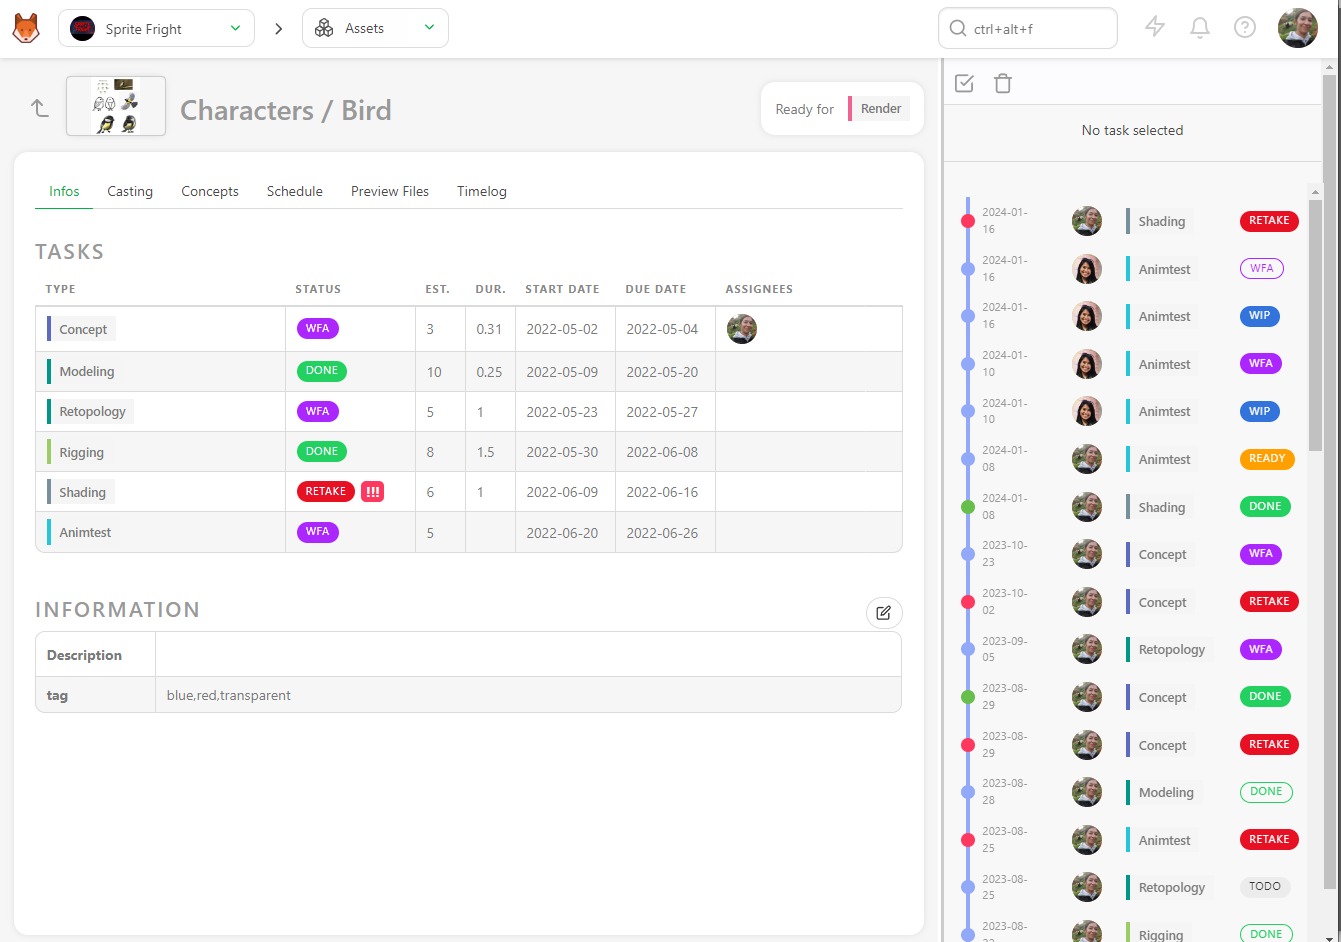 Sprite Fright
Assets
ctrl+alt+f
Characters / Bird
Ready for Render
No task selected
Infos Casting Concepts Schedule Preview Files Timelog
TASKS
TYPE STATUS EST. DUR. START DATE DUE DATE ASSIGNEES
Concept WFA 3 0.31 2022-05-02 2022-05-04
Modeling DONE 10 0.25 2022-05-09 2022-05-20
Retopology WFA 5 1 2022-05-23 2022-05-27
Rigging DONE 8 1.5 2022-05-30 2022-06-08
Shading RETAKE !!! 6 1 2022-06-09 2022-06-16
Animtest WFA 5 2022-06-20 2022-06-26
INFORMATION
Description
tag blue,red,transparent
2024-01-
16 Shading RETAKE
2024-01-
16 Animtest WFA
2024-01-
16 Animtest WIP
2024-01-
10 Animtest WFA
2024-01-
10 Animtest WIP
2024-01-
08 Animtest READY
2024-01-
08 Shading DONE
2023-10-
23 Concept WFA
2023-10-
02 Concept RETAKE
2023-09-
05 Retopology WFA
2023-08-
29 Concept DONE
2023-08-
29 Concept RETAKE
2023-08-
28 Modeling DONE
2023-08-
25 Animtest RETAKE
2023-08-
25 Retopology TODO
2023-08-
Rigging DONE